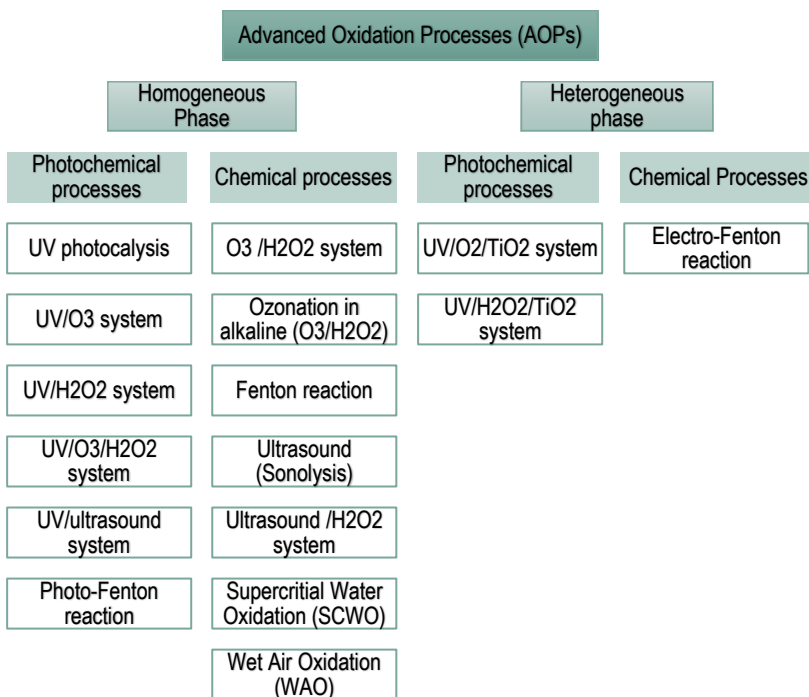 Advanced Oxidation Processes (AOPs)
Homogeneous
Phase
Heterogeneous
phase
Photochemical
processes
Chemical processes
Photochemical
processes
Chemical Processes
UV photocalysis
O3 /H2O2 system
UV/O2/TiO2 system
Electro-Fenton
reaction
UV/O3 system
Ozonation in
alkaline (O3/H2O2)
UV/H2O2/TiO2
system
UV/H2O2 system
Fenton reaction
UV/O3/H2O2
system
Ultrasound
(Sonolysis)
UV/ultrasound
system
Ultrasound /H2O2
system
Photo-Fenton
reaction
Supercritial Water
Oxidation (SCWO)
Wet Air Oxidation
(WAO)